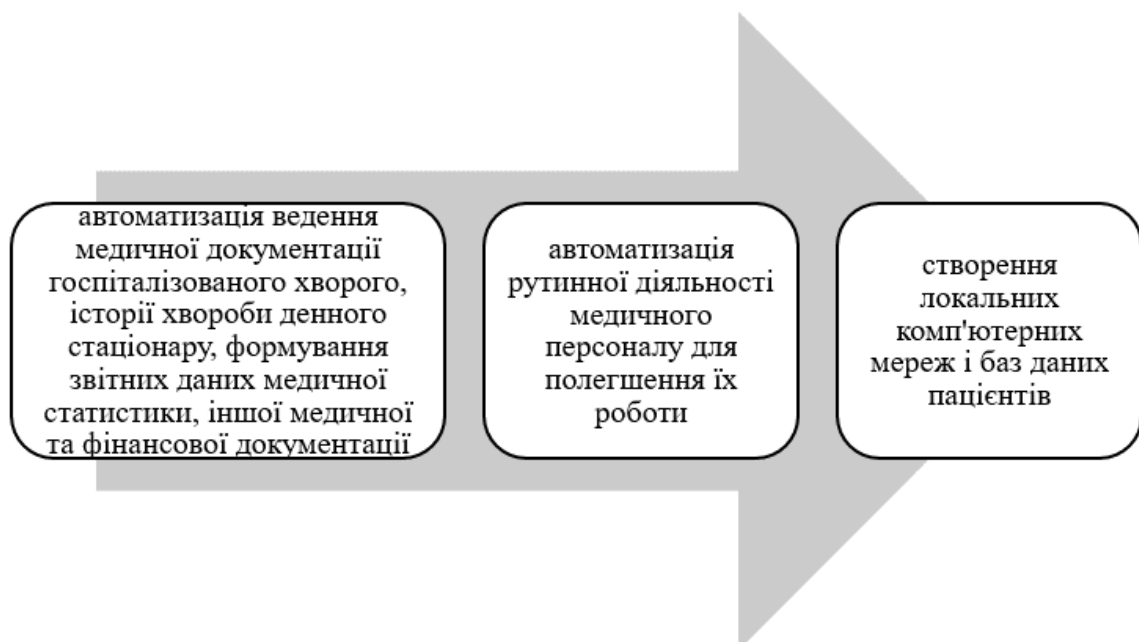 автоматизація ведення
медичної документації
госпіталізованого хворого,
історії хвороби денного
стаціонару, формування
звітних даних медичної
статистики, іншої медичної
та фінансової документації
автоматизація
рутинної діяльності
медичного
персоналу для
полегшення їх
роботи
створення
локальних
комп'ютерних
мереж і баз даних
пацієнтів